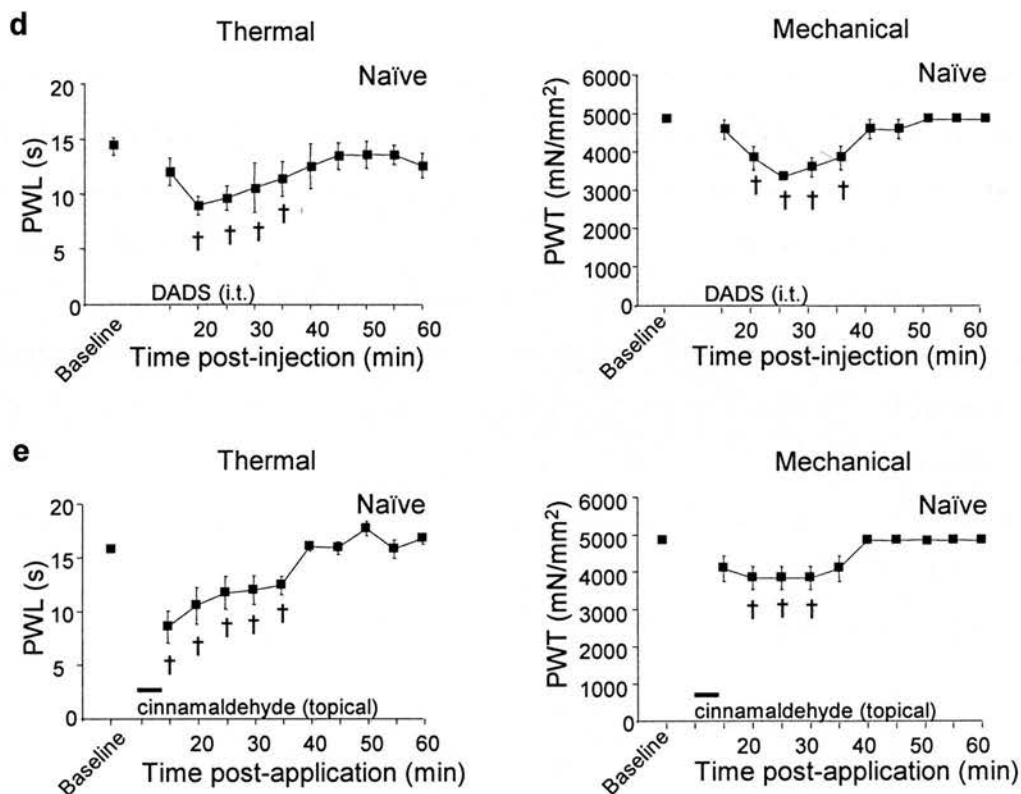 d
Thermal
Naïve
20
15
10
5
0
PWL (s)
† † † †
DADS (i.t.)
Baseline
20 30 40 50 60
Time post-injection (min)
Mechanical
Naïve
6000
5000
4000
3000
2000
1000
0
PWT (mN/mm²)
† † † †
DADS (i.t.)
Baseline
20 30 40 50 60
Time post-injection (min)
e
Thermal
Naïve
20
15
10
5
0
PWL (s)
† † † † †
cinnamaldehyde (topical)
Baseline
20 30 40 50 60
Time post-application (min)
Mechanical
Naïve
6000
5000
4000
3000
2000
1000
0
PWT (mN/mm²)
† † †
cinnamaldehyde (topical)
Baseline
20 30 40 50 60
Time post-application (min)